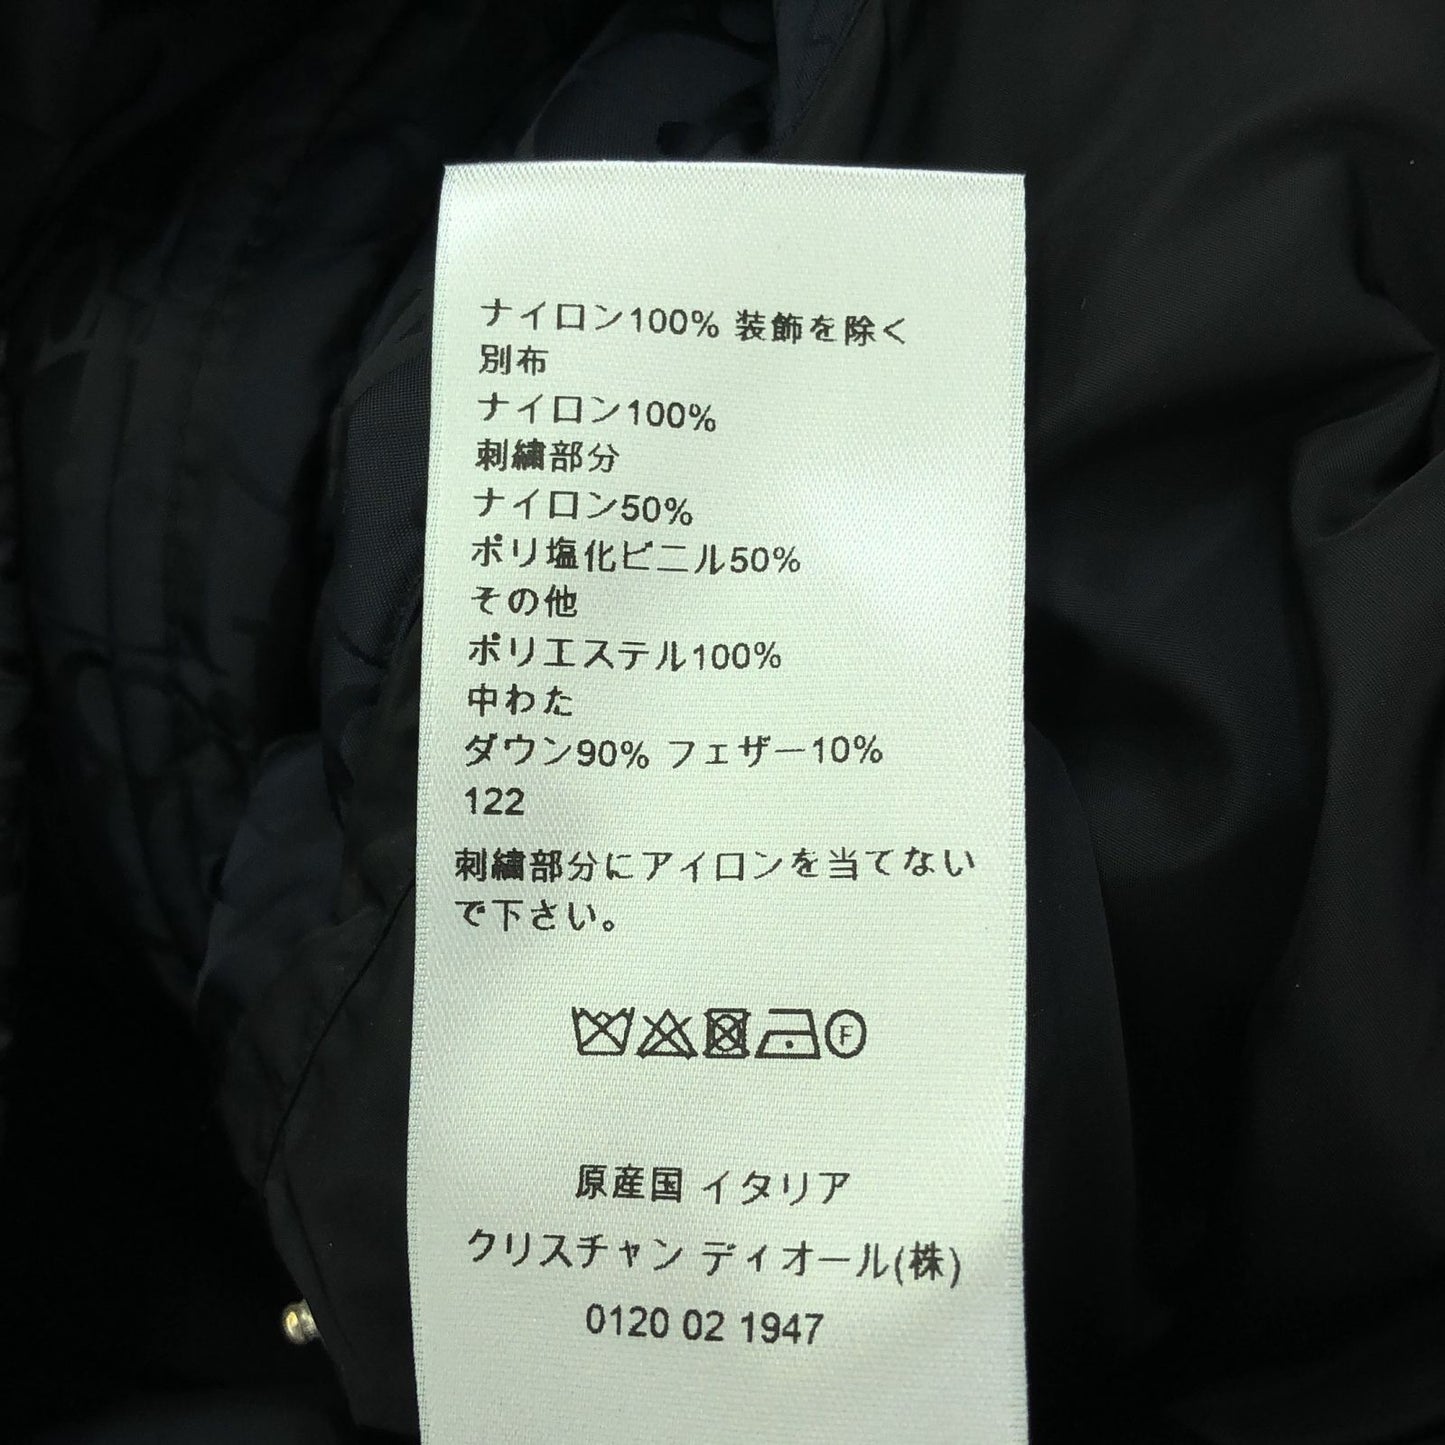 ナイロン100% 装飾を除く
別布
ナイロン100%
刺繍部分
ナイロン50%
ポリ塩化ビニル50%
その他
ポリエステル100%
中わた
ダウン90% フェザー10%
122
刺繍部分にアイロンを当てない
で下さい。
F
原産国 イタリア
クリスチャン ディオール(株)
0120 02 1947